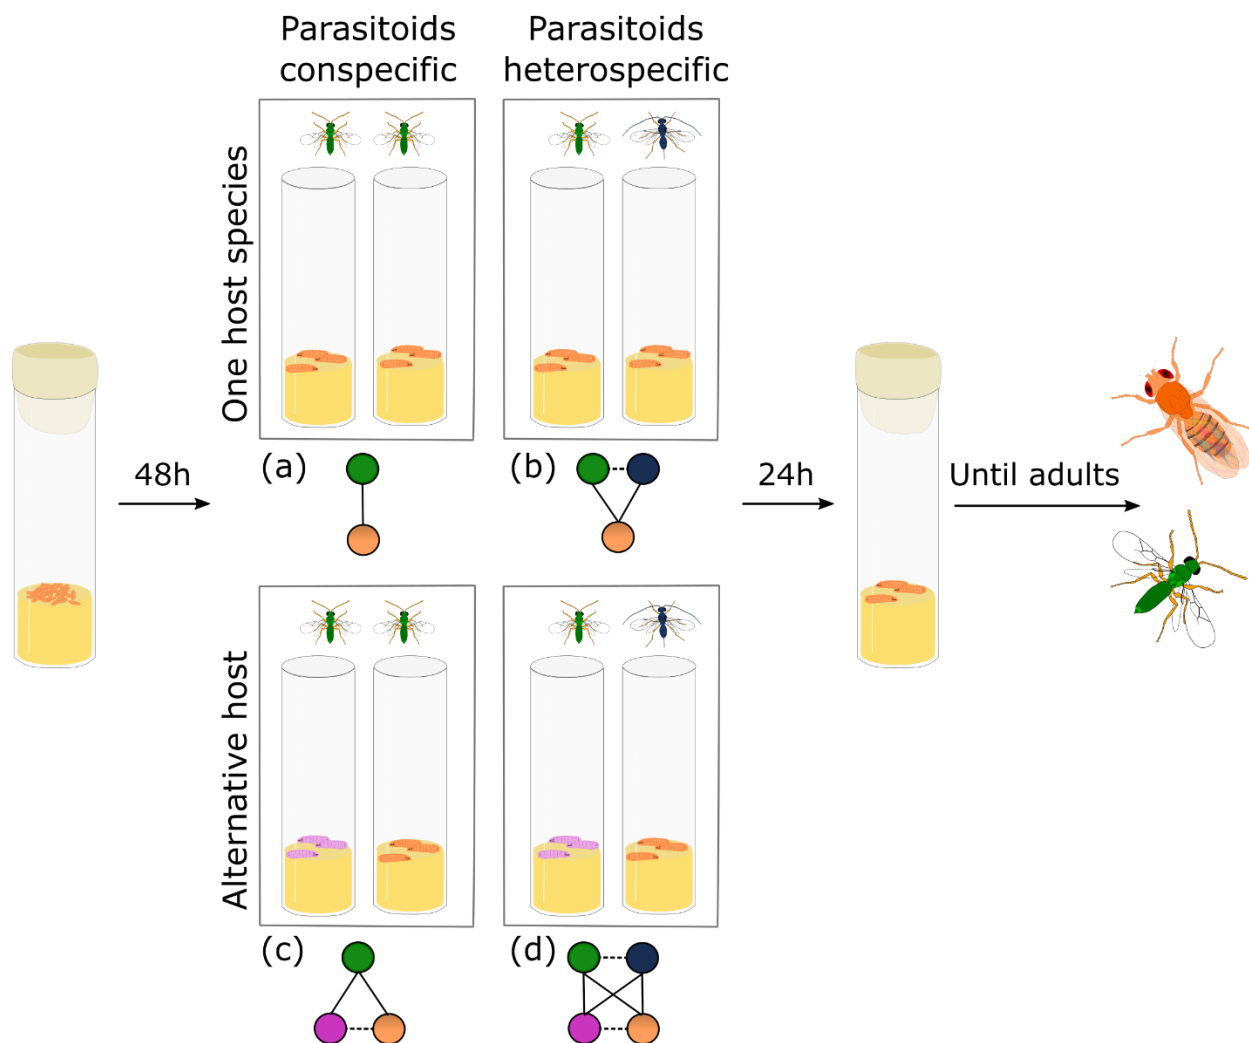 Parasitoids
conspecific
Parasitoids
heterospecific
One host species
(a)
(b)
48h
24h
Until adults
Alternative host
(c)
(d)